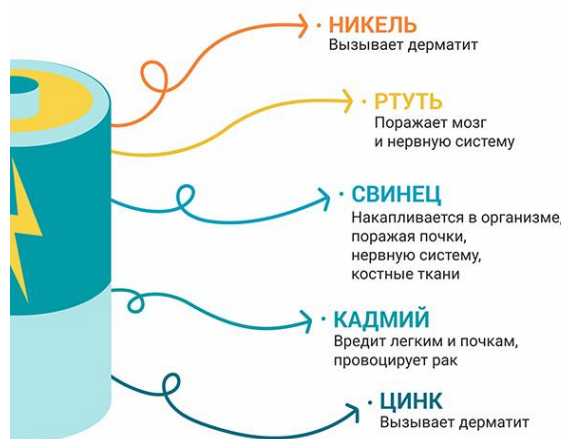 · НИКЕЛЬ
Вызывает дерматит
· РТУТЬ
Поражает мозг
и нервную систему
· СВИНЕЦ
Накапливается в организме,
поражая почки,
нервную систему,
костные ткани
· КАДМИЙ
Вредит легким и почкам,
провоцирует рак
· ЦИНК
Вызывает дерматит